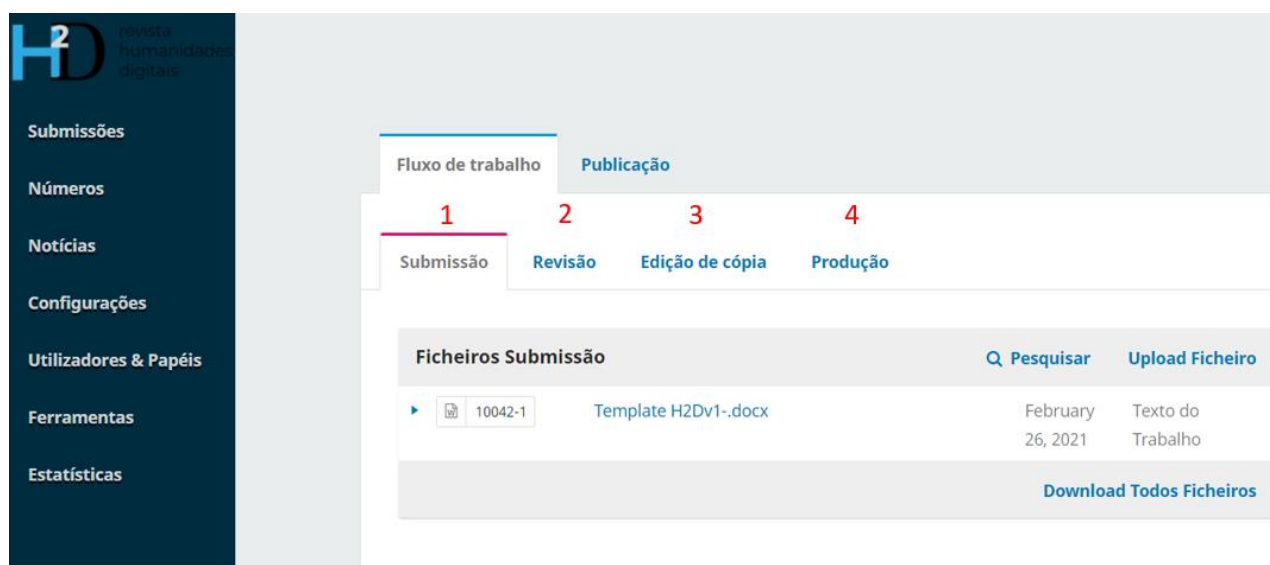 H2D revista
humanidades
digitais
Submissões
Números
Notícias
Configurações
Utilizadores & Papéis
Ferramentas
Estatísticas
Fluxo de trabalho Publicação
1 2 3 4
Submissão Revisão Edição de cópia Produção
Ficheiros Submissão Pesquisar Upload Ficheiro
10042-1 Template H2Dv1-.docx February Texto do
26, 2021 Trabalho
Download Todos Ficheiros